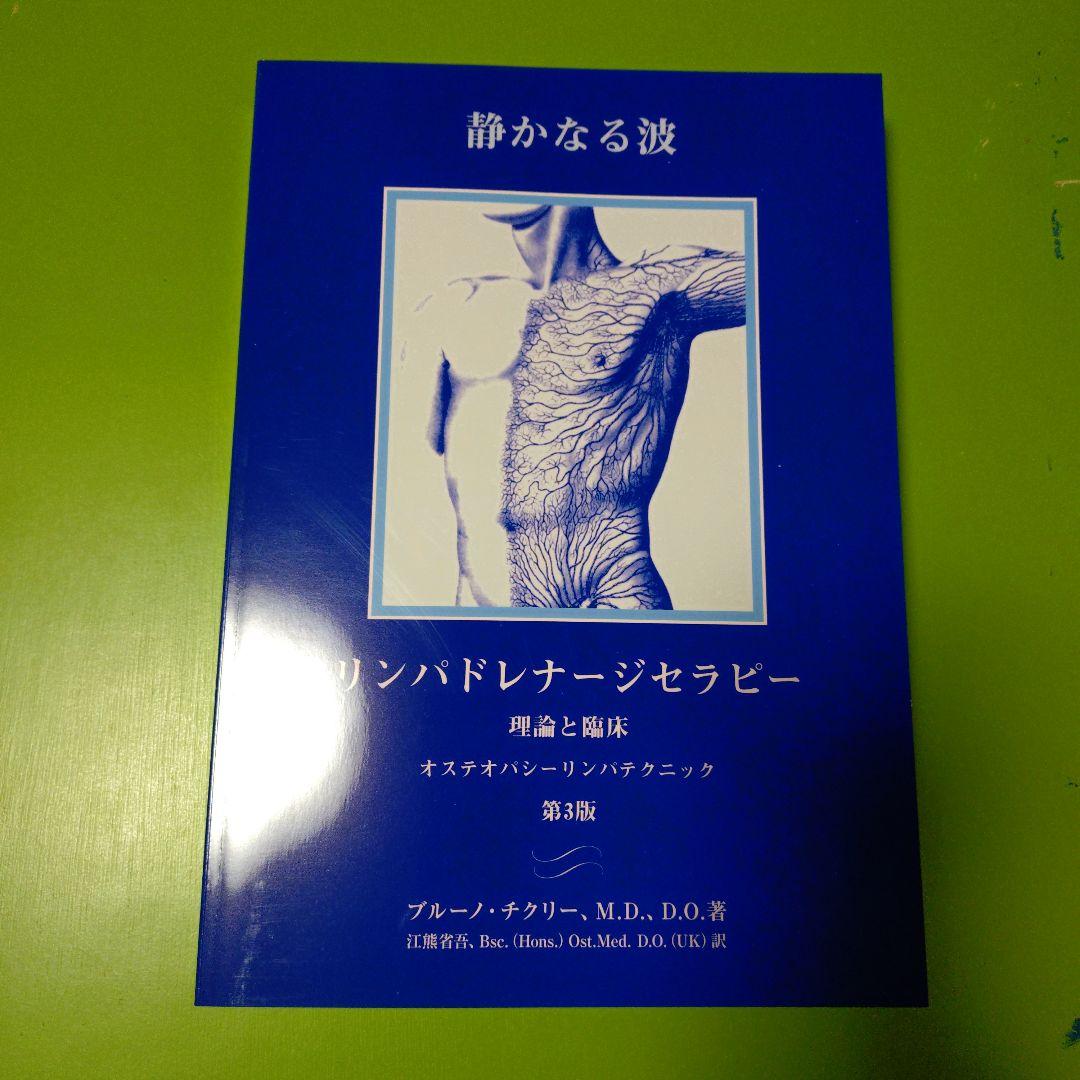 静かなる波
リンパドレナージセラピー
理論と臨床
オステオパシーリンパテクニック
第3版
ブルーノ・チクリー、M.D.、D.O.著
江熊省吾、Bsc. (Hons.) Ost.Med. D.O. (UK) 訳